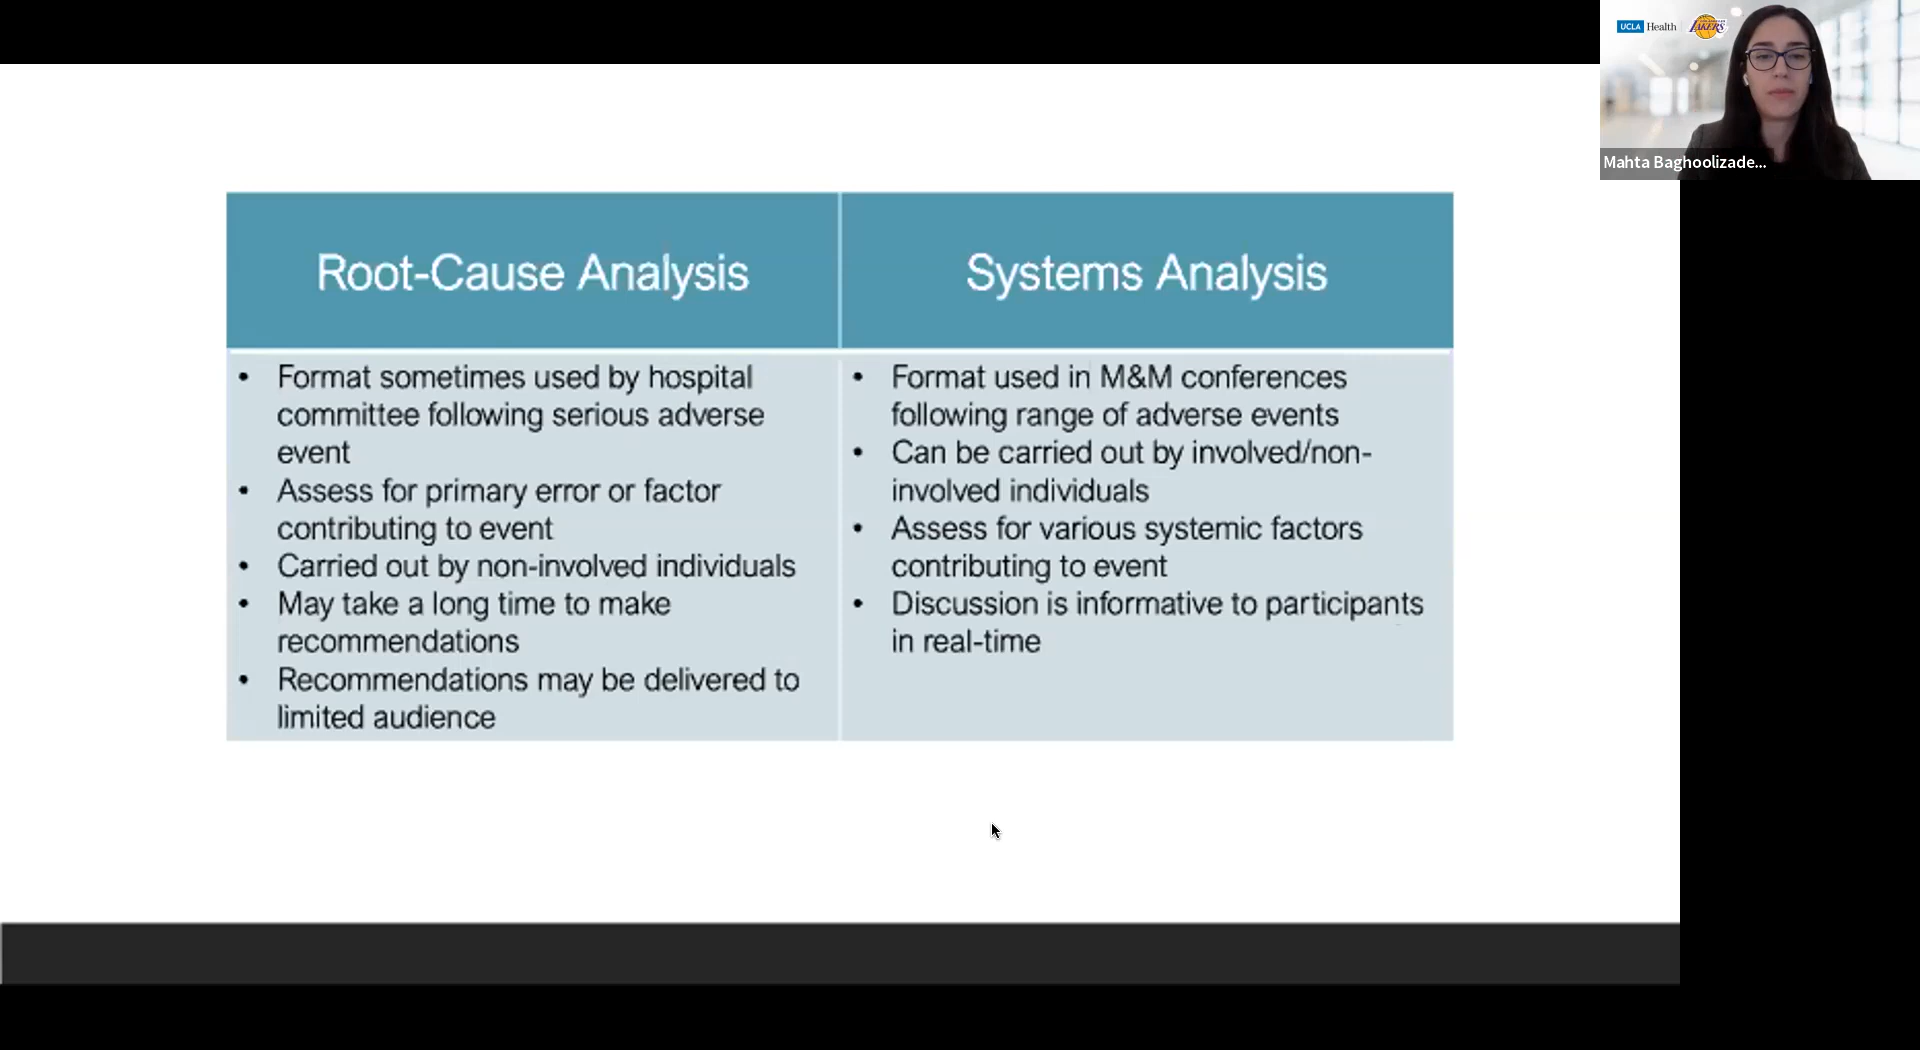 UCLA Health
LAKERS
Mahta Baghoolizade...
Root-Cause Analysis
• Format sometimes used by hospital
committee following serious adverse
event
• Assess for primary error or factor
contributing to event
• Carried out by non-involved individuals
• May take a long time to make
recommendations
• Recommendations may be delivered to
limited audience
Systems Analysis
• Format used in M&M conferences
following range of adverse events
• Can be carried out by involved/non-
involved individuals
• Assess for various systemic factors
contributing to event
• Discussion is informative to participants
in real-time